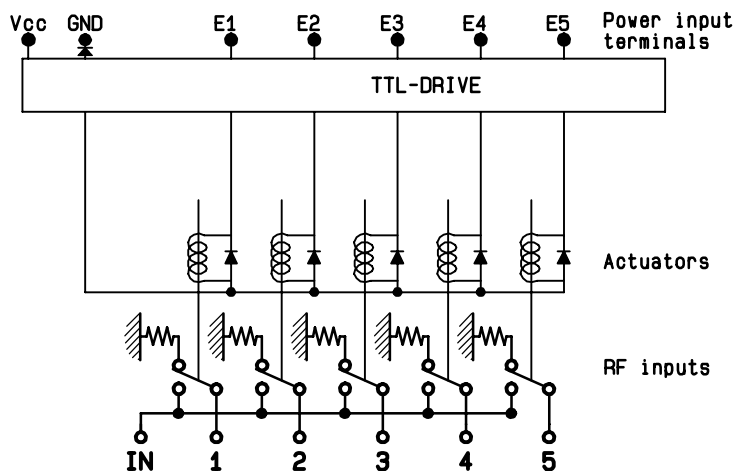 Vcc GND E1 E2 E3 E4 E5 Power input
terminals
TTL-DRIVE
Actuators
RF inputs
IN 1 2 3 4 5